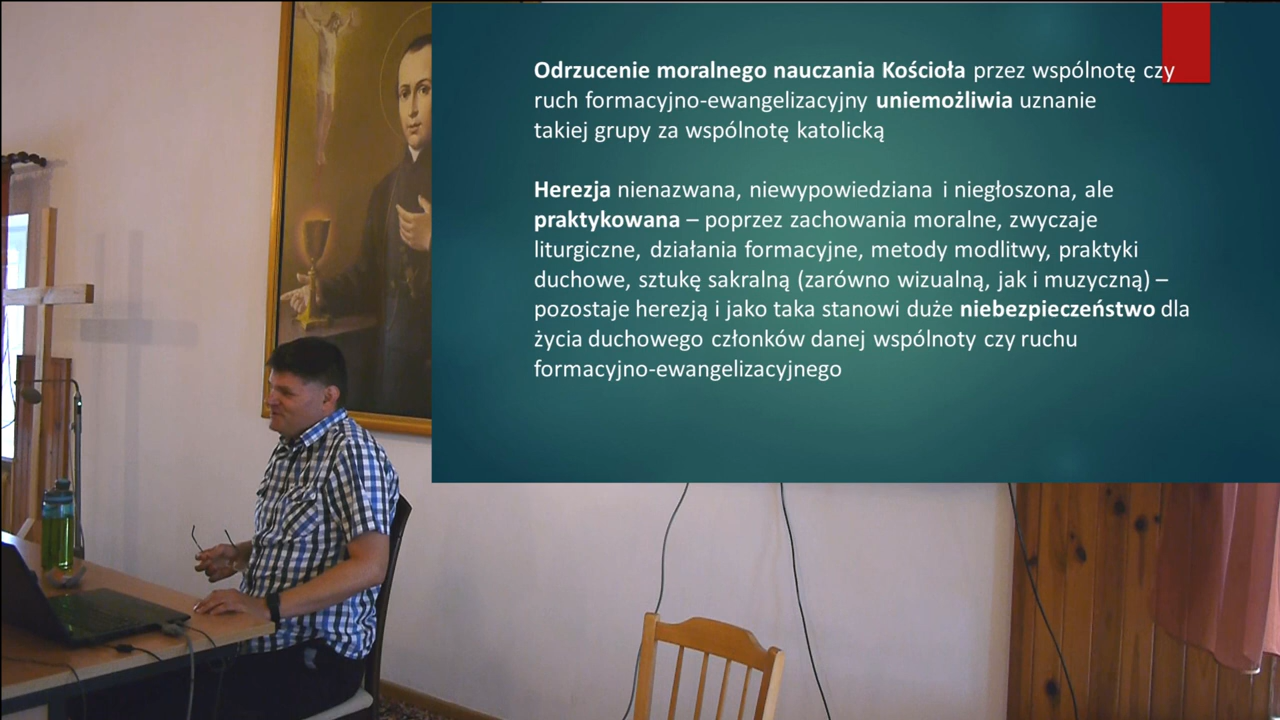 Odrzucenie moralnego nauczania Kościoła przez wspólnotę czy
ruch formacyjno-ewangelizacyjny uniemożliwia uznanie
takiej grupy za wspólnotę katolicką
Herezja nienazwana, niewypowiedziana i niegłoszona, ale
praktykowana – poprzez zachowania moralne, zwyczaje
liturgiczne, działania formacyjne, metody modlitwy, praktyki
duchowe, sztukę sakralną (zarówno wizualną, jak i muzyczną) –
pozostaje herezją i jako taka stanowi duże niebezpieczeństwo dla
życia duchowego członków danej wspólnoty czy ruchu
formacyjno-ewangelizacyjnego